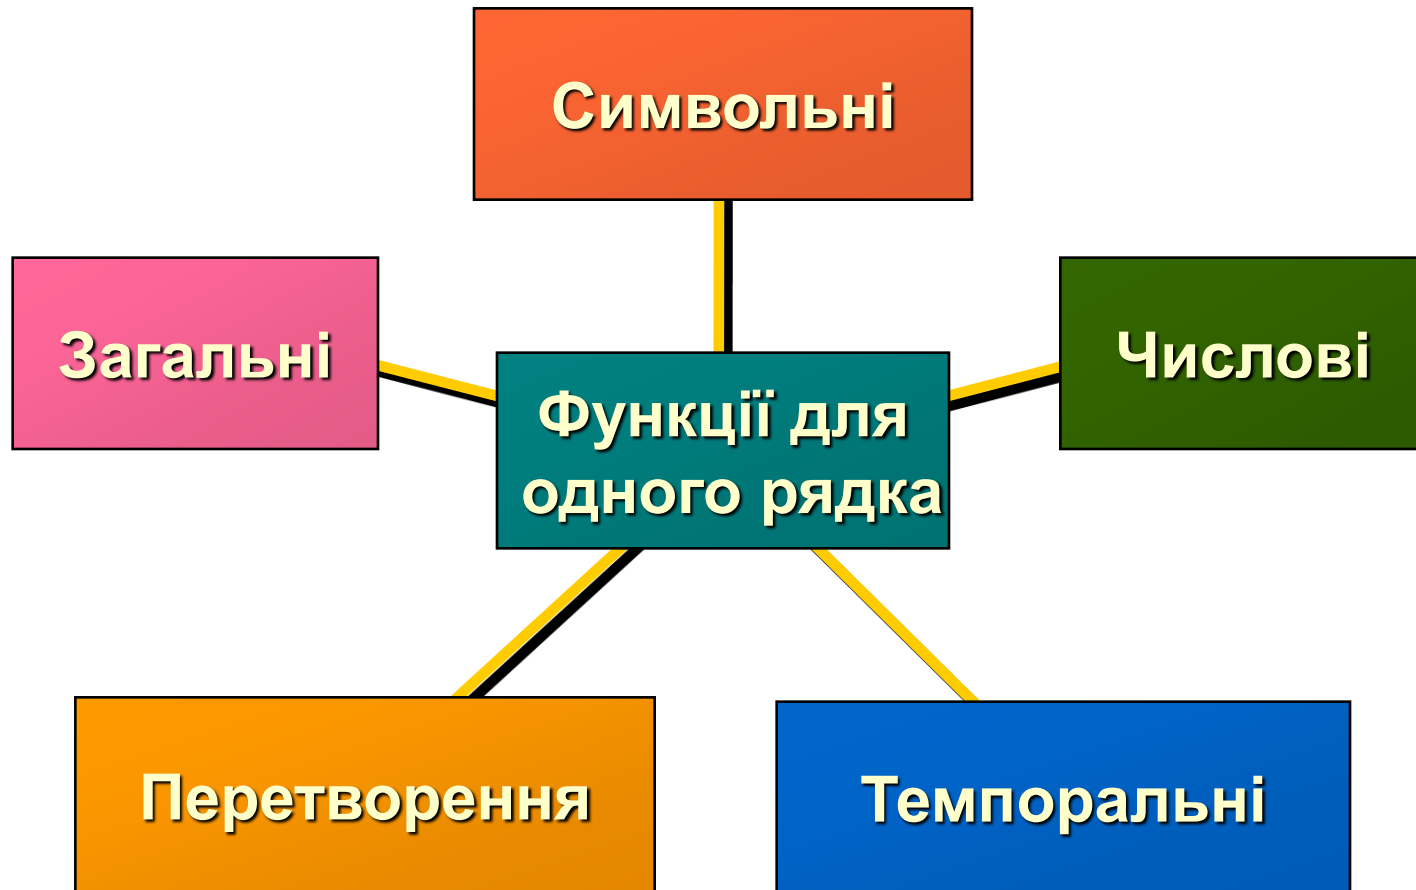 Символьні
Загальні
Числові
Функції для
одного рядка
Перетворення
Темпоральні